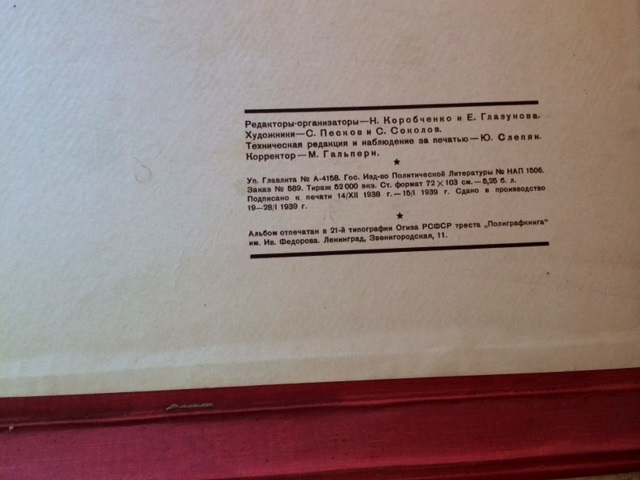 Редакторы-организаторы—Н. Коробченко и Е. Глазунова.
Художники—С. Песков и С. Соколов.
Техническая редакция и наблюдение за печатью—Ю. Слепян.
Корректор—М. Гальперн.
★
Уп. Главлита № А-4158. Гос. Изд-во Политической Литературы № НАП 1506.
Заказ № 589. Тираж 52 000 экз. Ст. формат 72 × 103 см.—5,25 б. л.
Подписано к печати 14/XII 1938 г.—15/I 1939 г. Сдано в производство
19—28/I 1939 г.
★
Альбом отпечатан в 21-й типографии Огиза РСФСР треста „Полиграфкнига“
им. Ив. Федорова. Ленинград, Звенигородская, 11.